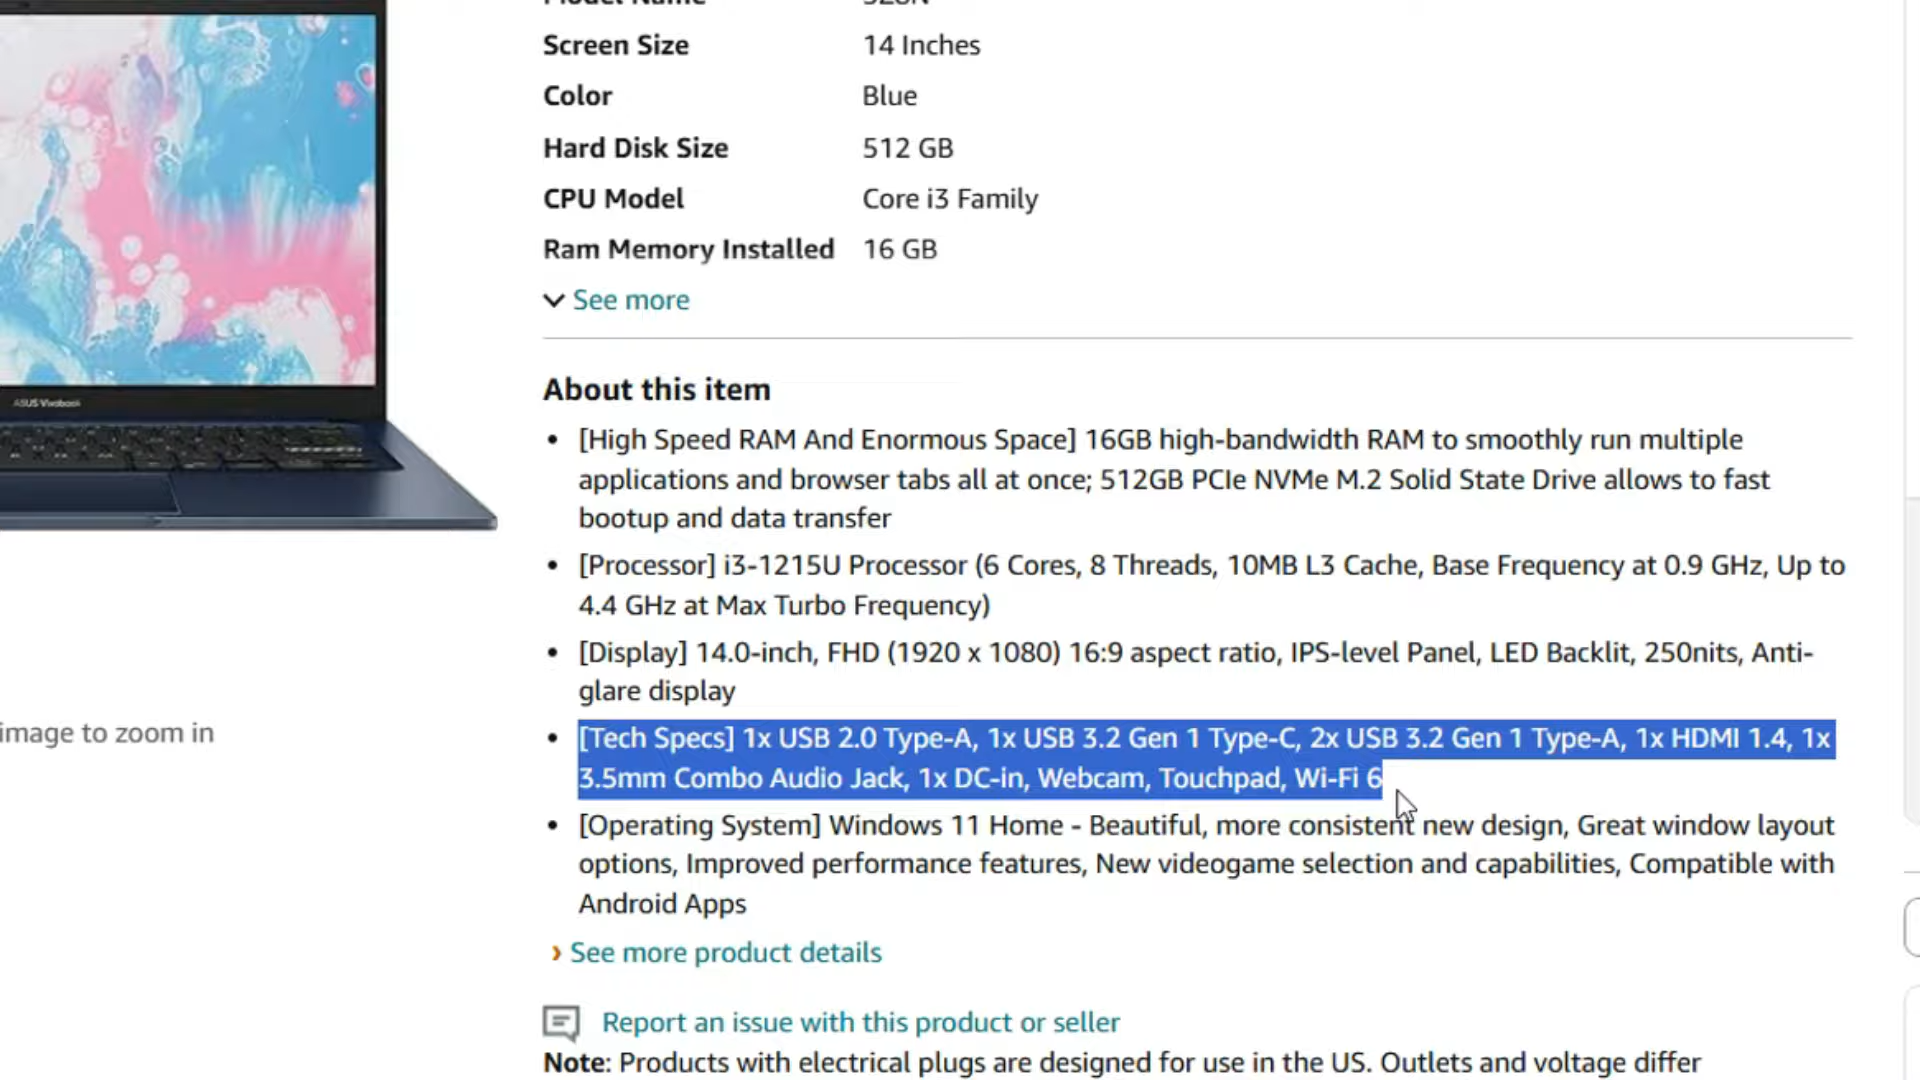 Model Name
Screen Size 14 Inches
Color Blue
Hard Disk Size 512 GB
CPU Model Core i3 Family
Ram Memory Installed 16 GB
See more
About this item
ASUS Vivobook
• [High Speed RAM And Enormous Space] 16GB high-bandwidth RAM to smoothly run multiple
applications and browser tabs all at once; 512GB PCIe NVMe M.2 Solid State Drive allows to fast
bootup and data transfer
• [Processor] i3-1215U Processor (6 Cores, 8 Threads, 10MB L3 Cache, Base Frequency at 0.9 GHz, Up to
4.4 GHz at Max Turbo Frequency)
• [Display] 14.0-inch, FHD (1920 x 1080) 16:9 aspect ratio, IPS-level Panel, LED Backlit, 250nits, Anti-
glare display
• [Tech Specs] 1x USB 2.0 Type-A, 1x USB 3.2 Gen 1 Type-C, 2x USB 3.2 Gen 1 Type-A, 1x HDMI 1.4, 1x
3.5mm Combo Audio Jack, 1x DC-in, Webcam, Touchpad, Wi-Fi 6
image to zoom in
• [Operating System] Windows 11 Home - Beautiful, more consistent new design, Great window layout
options, Improved performance features, New videogame selection and capabilities, Compatible with
Android Apps
› See more product details
Report an issue with this product or seller
Note: Products with electrical plugs are designed for use in the US. Outlets and voltage differ